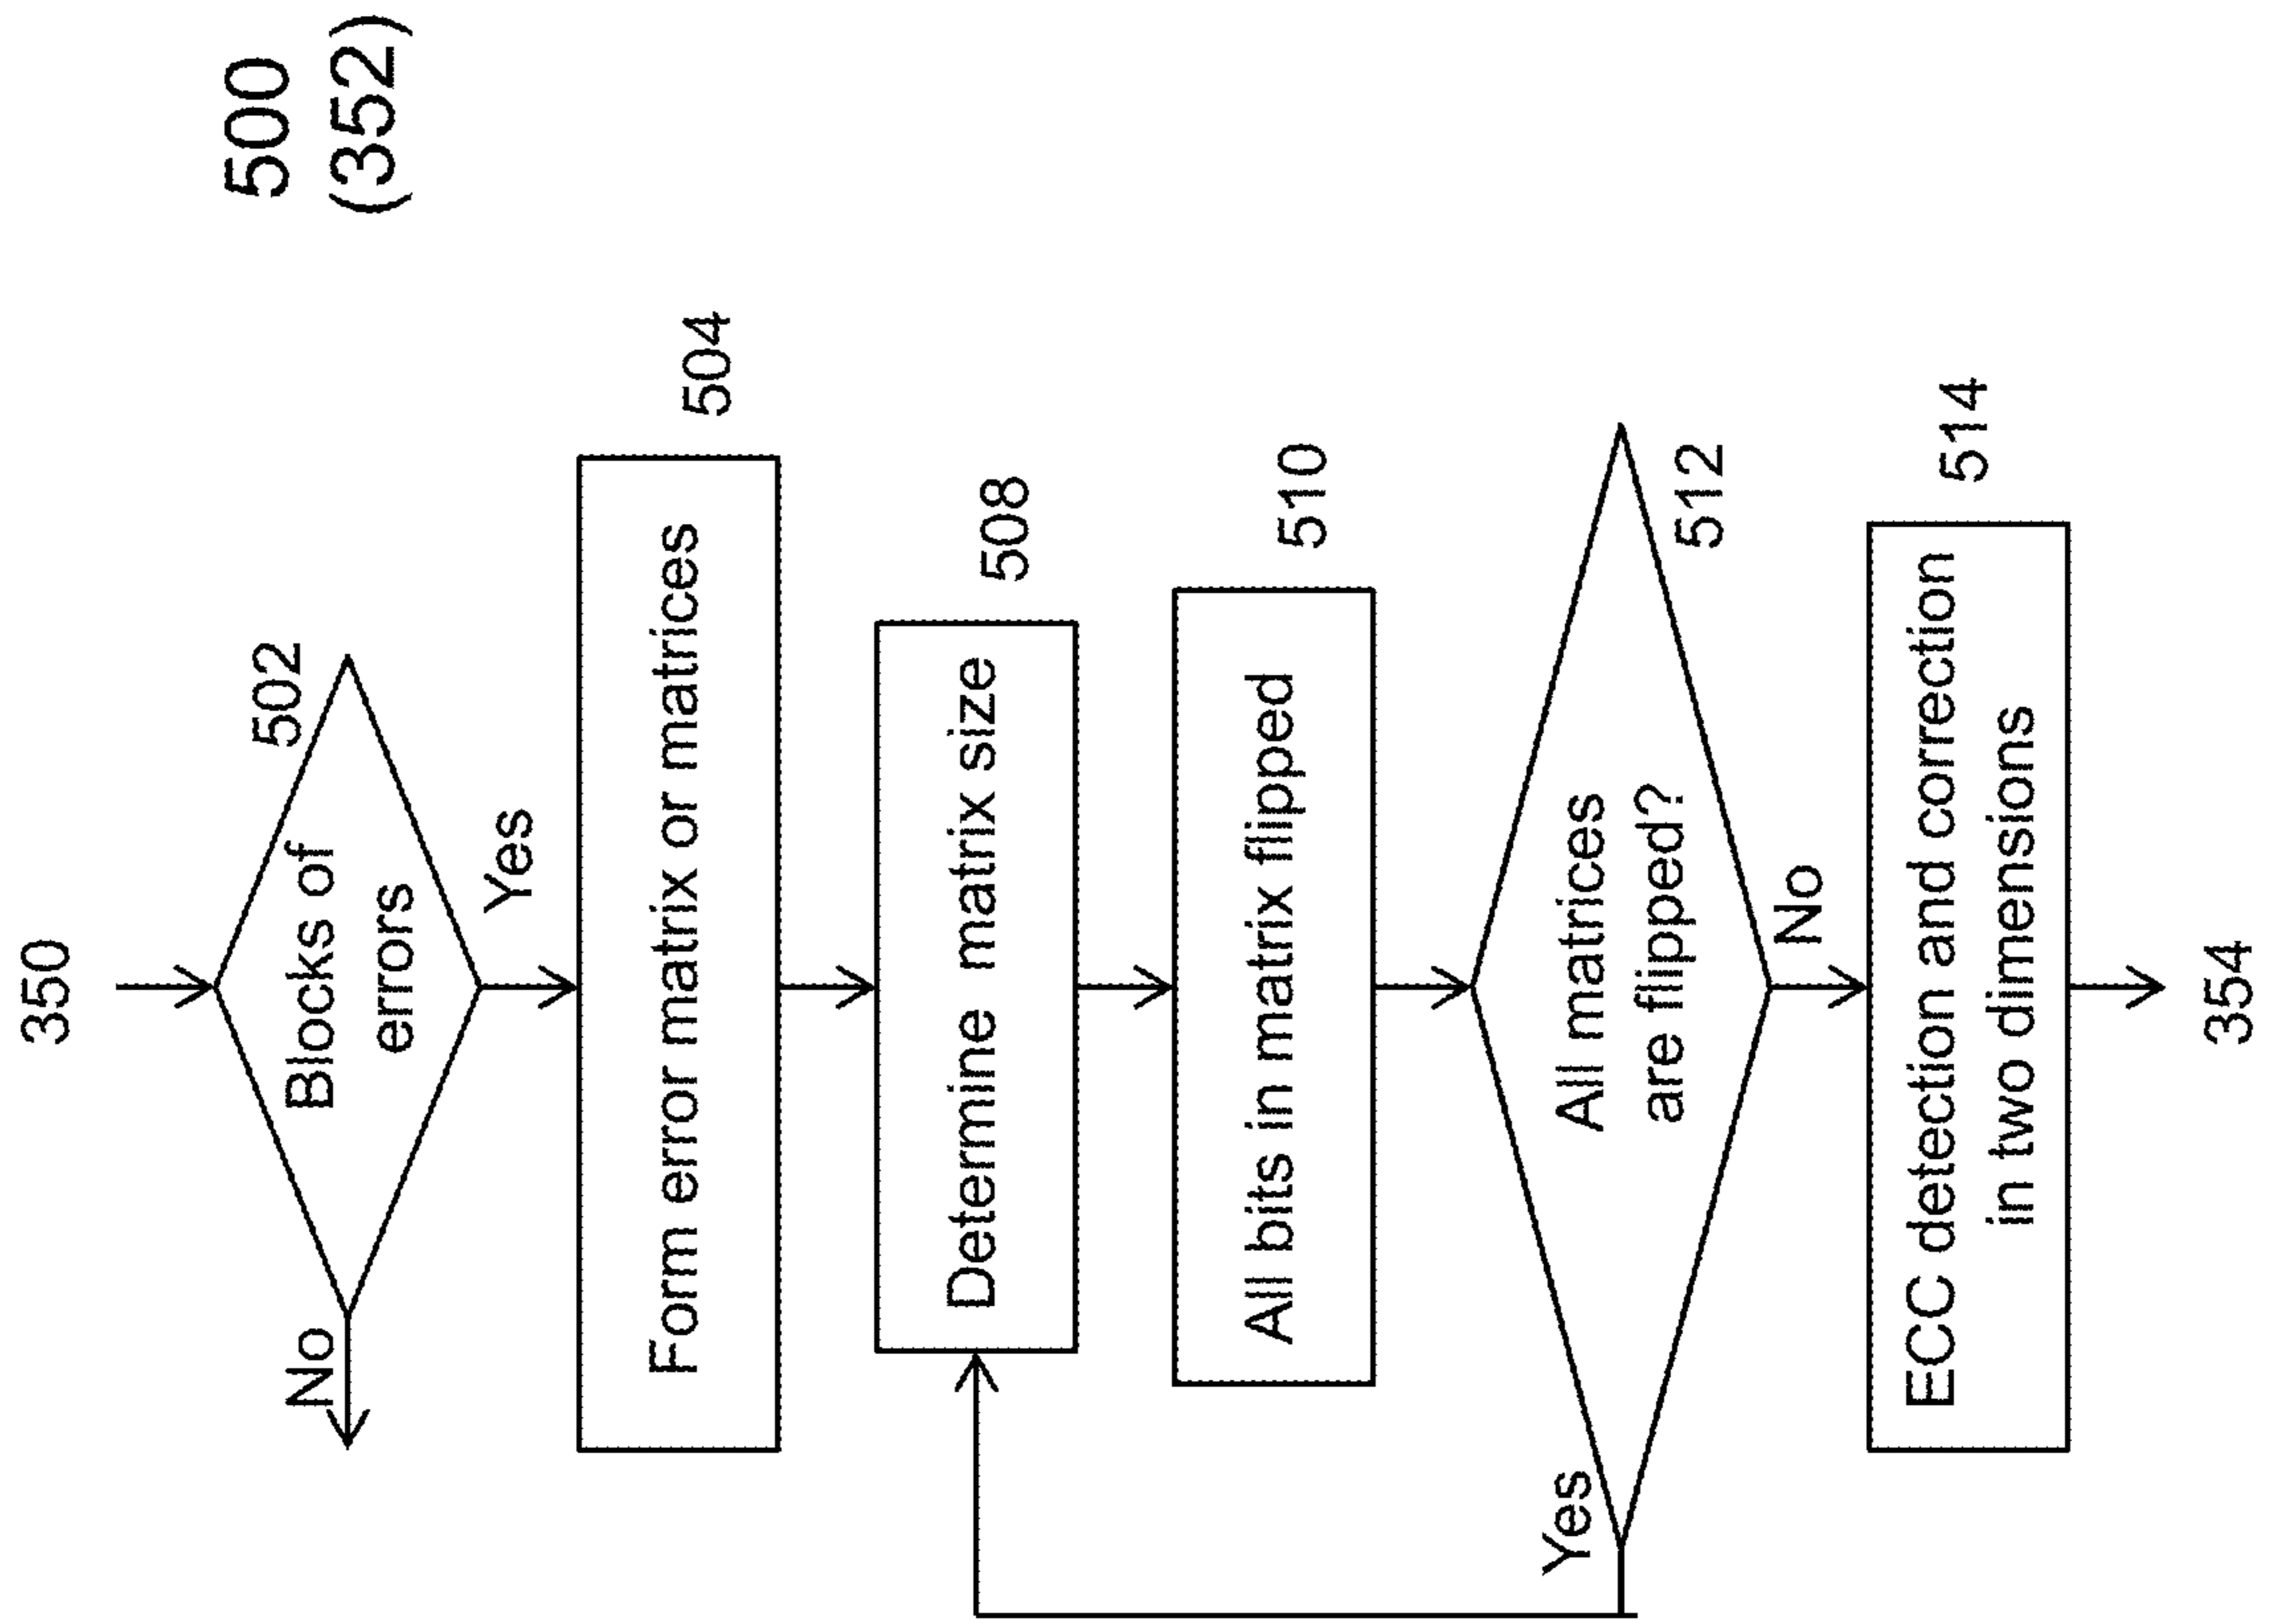 500
(352)
350
502
Blocks of
errors
No
Yes
504
Form error matrix or matrices
508
Determine matrix size
510
All bits in matrix flipped
512
All matrices
are flipped?
Yes
No
514
ECC detection and correction
in two dimensions
354